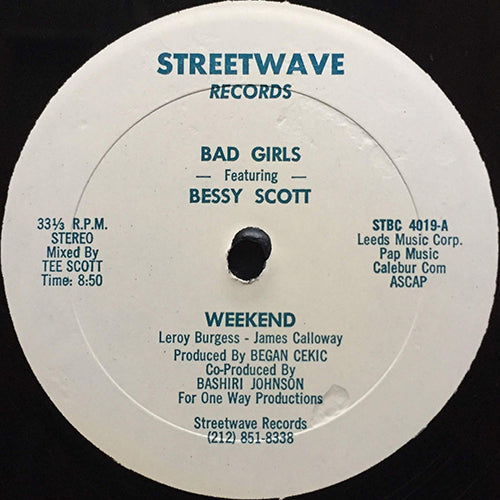 STREETWAVE
RECORDS
BAD GIRLS
— Featuring —
BESSY SCOTT
33⅓ R.P.M.
STEREO
Mixed By
TEE SCOTT
Time: 8:50
STBC 4019-A
Leeds Music Corp.
Pap Music
Calebur Com
ASCAP
WEEKEND
Leroy Burgess - James Calloway
Produced By BEGAN CEKIC
Co-Produced By
BASHIRI JOHNSON
For One Way Productions
Streetwave Records
(212) 851-8338